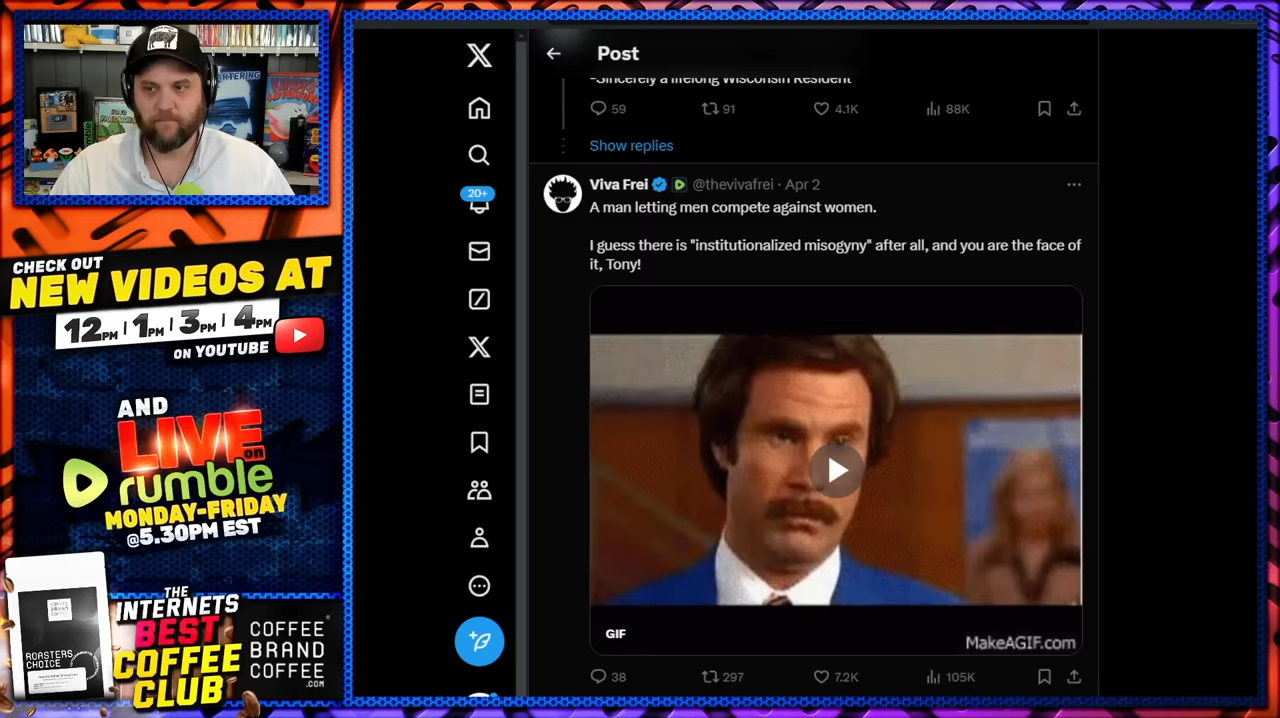 Post
-Sincerely a lifelong Wisconsin Resident
59 91 4.1K 88K
Show replies
20+
Viva Frei @thevivafrei · Apr 2
A man letting men compete against women.
I guess there is "institutionalized misogyny" after all, and you are the face of
it, Tony!
GIF
MakeAGIF.com
38 297 7.2K 105K
CHECK OUT
NEW VIDEOS AT
12PM | 1PM | 3PM | 4PM
ON YOUTUBE
AND
LIVE on
rumble
MONDAY-FRIDAY
@5.30PM EST
THE
INTERNETS
BEST
COFFEE
CLUB
COFFEE
BRAND
COFFEE
.COM
COFFEE
BRAND
COFFEE
ROASTERS
CHOICE